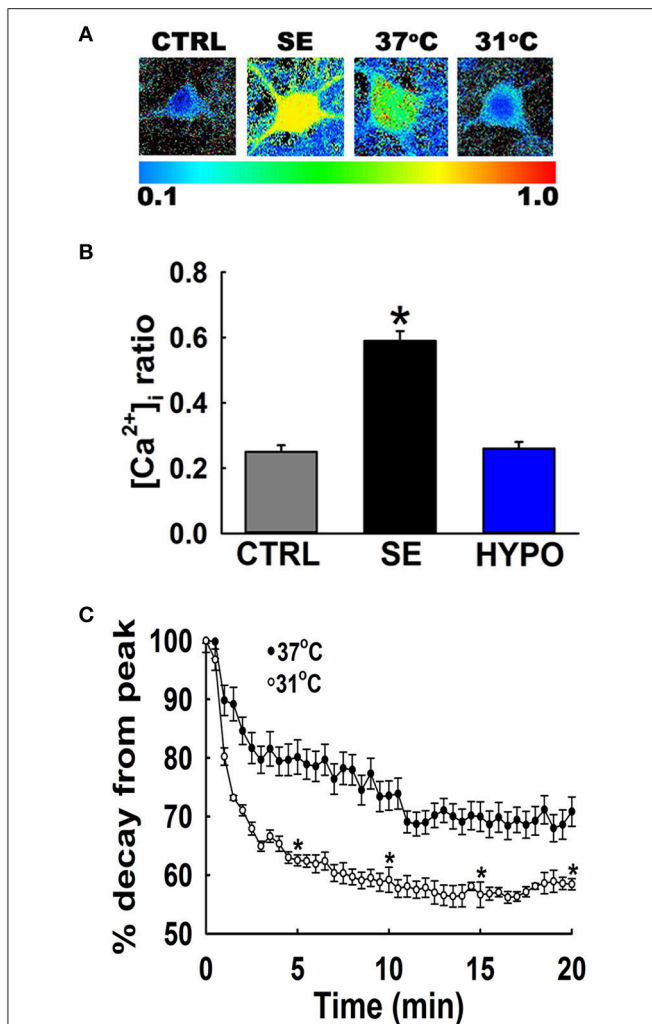 A
CTRL SE 37°C 31°C
0.1 1.0
B
[Ca2+]i ratio
0.8
0.6
0.4
0.2
0.0
*
CTRL SE HYPO
C
% decay from peak
100
90
80
70
60
50
●37°C
○31°C
* * * *
0 5 10 15 20
Time (min)